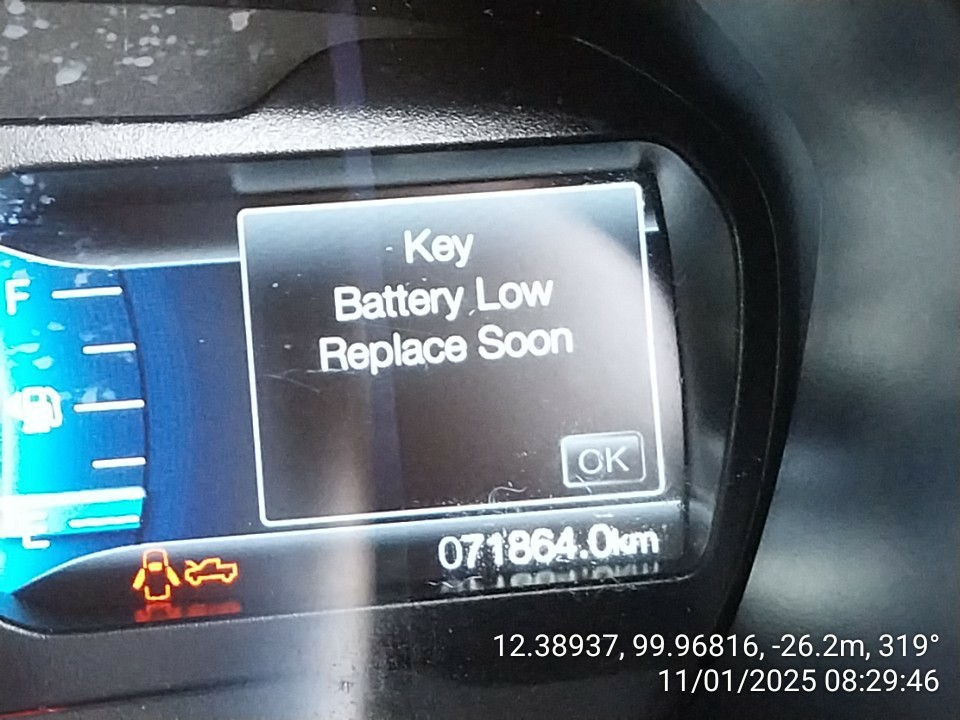 Key
Battery Low
Replace Soon
OK
F
E
071864.0km
12.38937, 99.96816, -26.2m, 319°
11/01/2025 08:29:46